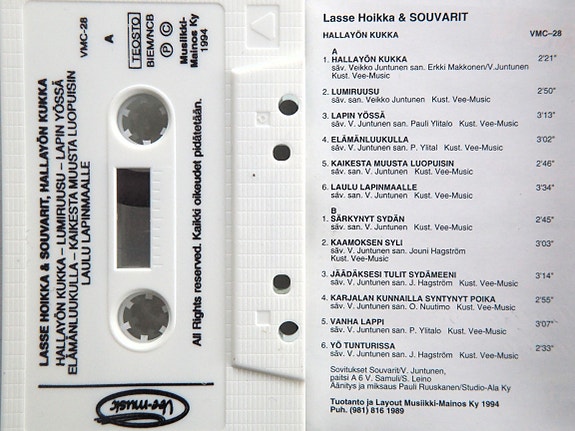 LASSE HOIKKA & SOUVARIT, HALLAYÖN KUKKA
HALLAYÖN KUKKA – LUMIRUUSU – LAPIN YÖSSÄ
ELÄMÄNLUUKULLA – KAIKESTA MUUSTA LUOPUISIN
LAULU LAPINMAALLE
VMC-28
A
TEOSTO
BIEM/NCB
P C
Musiikki-
Mainos Ky
1994
All Rights reserved. Kaikki oikeudet pidätetään.
Vee-music
A
Lasse Hoikka & SOUVARIT
HALLAYÖN KUKKA VMC–28
A
1. HALLAYÖN KUKKA 2'21"
säv. Veikko Juntunen san. Erkki Makkonen/V.Juntunen
Kust. Vee-Music
2. LUMIRUUSU 2'50"
säv. san. Veikko Juntunen Kust. Vee-Music
3. LAPIN YÖSSÄ 3'13"
säv. V. Juntunen san. Pauli Ylitalo Kust. Vee-Music
4. ELÄMÄNLUUKULLA 3'02"
säv. V. Juntunen san. P. Ylital Kust. Vee-Music
5. KAIKESTA MUUSTA LUOPUISIN 2'46"
säv. san. V. Juntunen Kust. Vee-Music
6. LAULU LAPINMAALLE 3'34"
säv. san. V. Juntunen Kust. Vee-Music
B
1. SÄRKYNYT SYDÄN 2'45"
säv. san. V. Juntunen Kust. Vee-Music
2. KAAMOKSEN SYLI 3'03"
säv. V. Juntunen san. Jouni Hagström
Kust. Vee-Music
3. JÄÄDÄKSESI TULIT SYDÄMEENI 3'14"
säv. V. Juntunen san. J. Hagström Kust. Vee-Music
4. KARJALAN KUNNAILLA SYNTYNYT POIKA 2'55"
säv. V. Juntunen san. O. Nuutimo Kust. Vee-Music
5. VANHA LAPPI 3'07"
säv. V. Juntunen san. P. Ylitalo Kust. Vee-Music
6. YÖ TUNTURISSA 2'33"
säv. V. Juntunen san. J. Hagström Kust. Vee-Music
Sovitukset Souvarit/V. Juntunen,
paitsi A 6 V. Samuli/S. Leino
Äänitys ja miksaus Pauli Ruuskanen/Studio-Ala Ky
Tuotanto ja Layout Musiikki-Mainos Ky 1994
Puh. (981) 816 1989